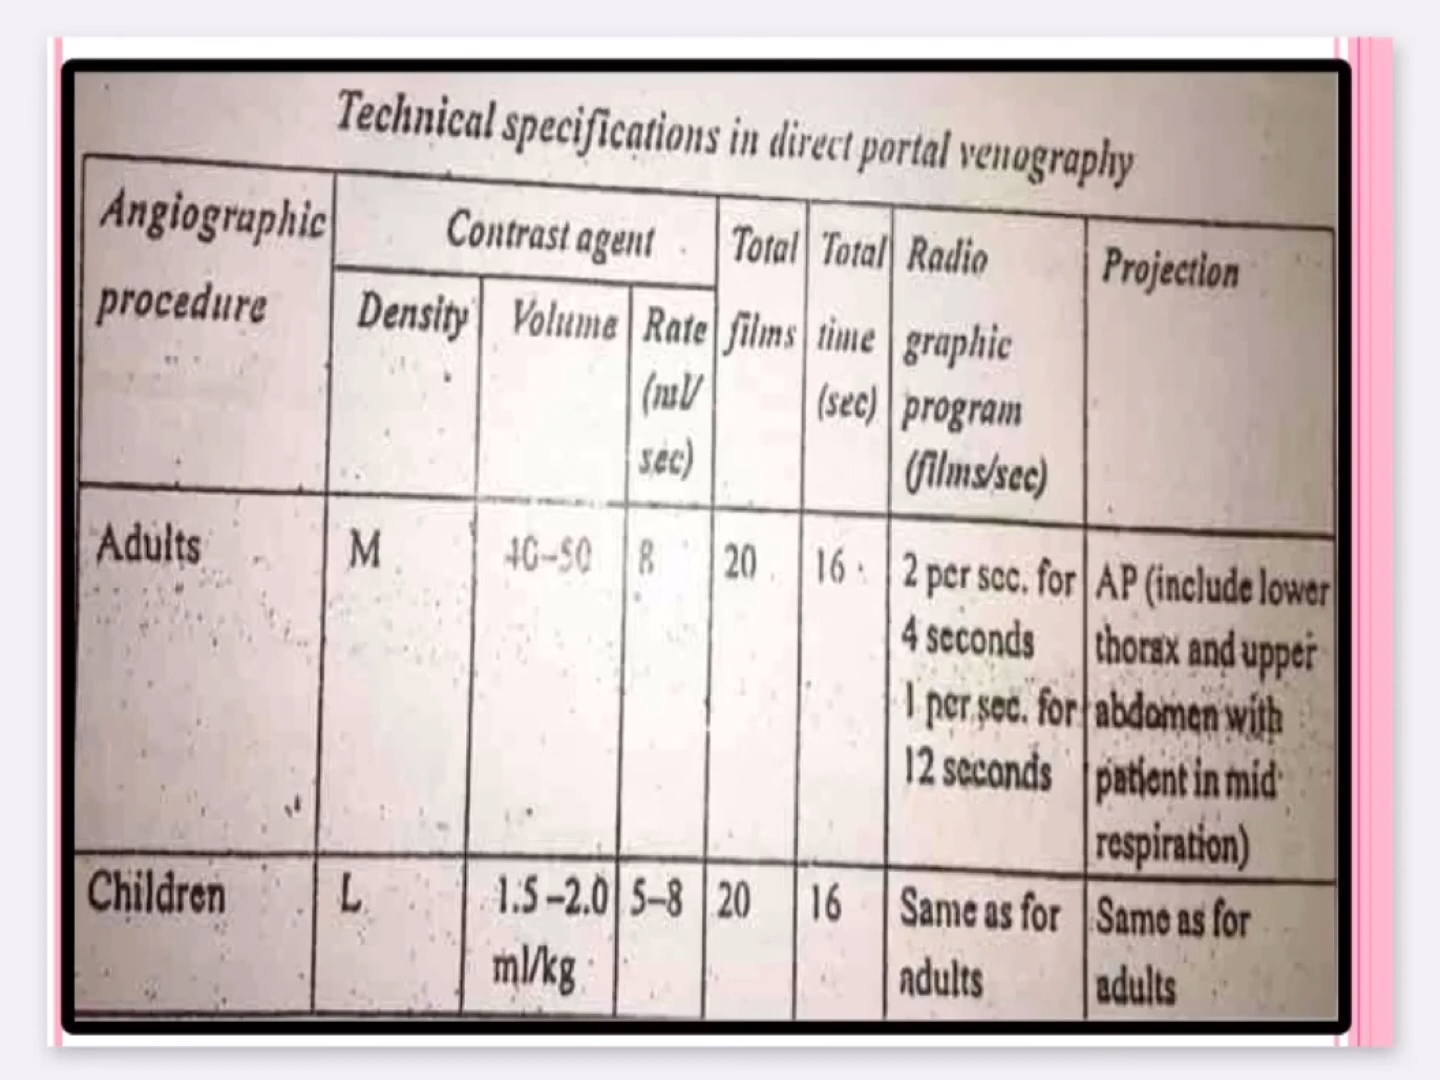 Technical specifications in direct portal venography
Angiographic
procedure
Contrast agent
Density
Volume
Rate
(ml/
sec)
Total
films
Total
time
(sec)
Radio
graphic
program
(films/sec)
Projection
Adults
M
40–50
8
20
16
2 per sec. for
4 seconds
1 per sec. for
12 seconds
AP (include lower
thorax and upper
abdomen with
patient in mid
respiration)
Children
L
1.5–2.0
ml/kg
5–8
20
16
Same as for
adults
Same as for
adults